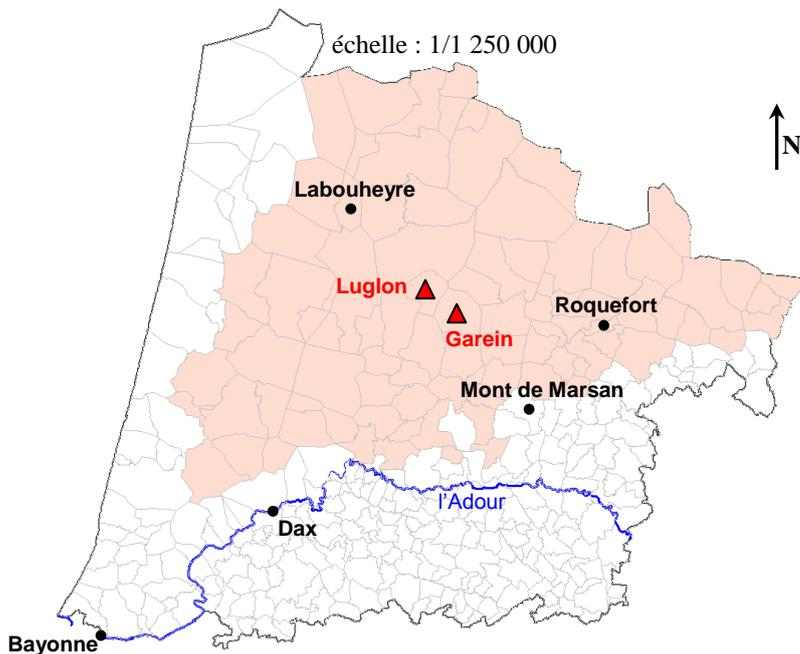 échelle : 1/1 250 000
N
Labouheyre
Luglon
Roquefort
Garein
Mont de Marsan
l'Adour
Dax
Bayonne